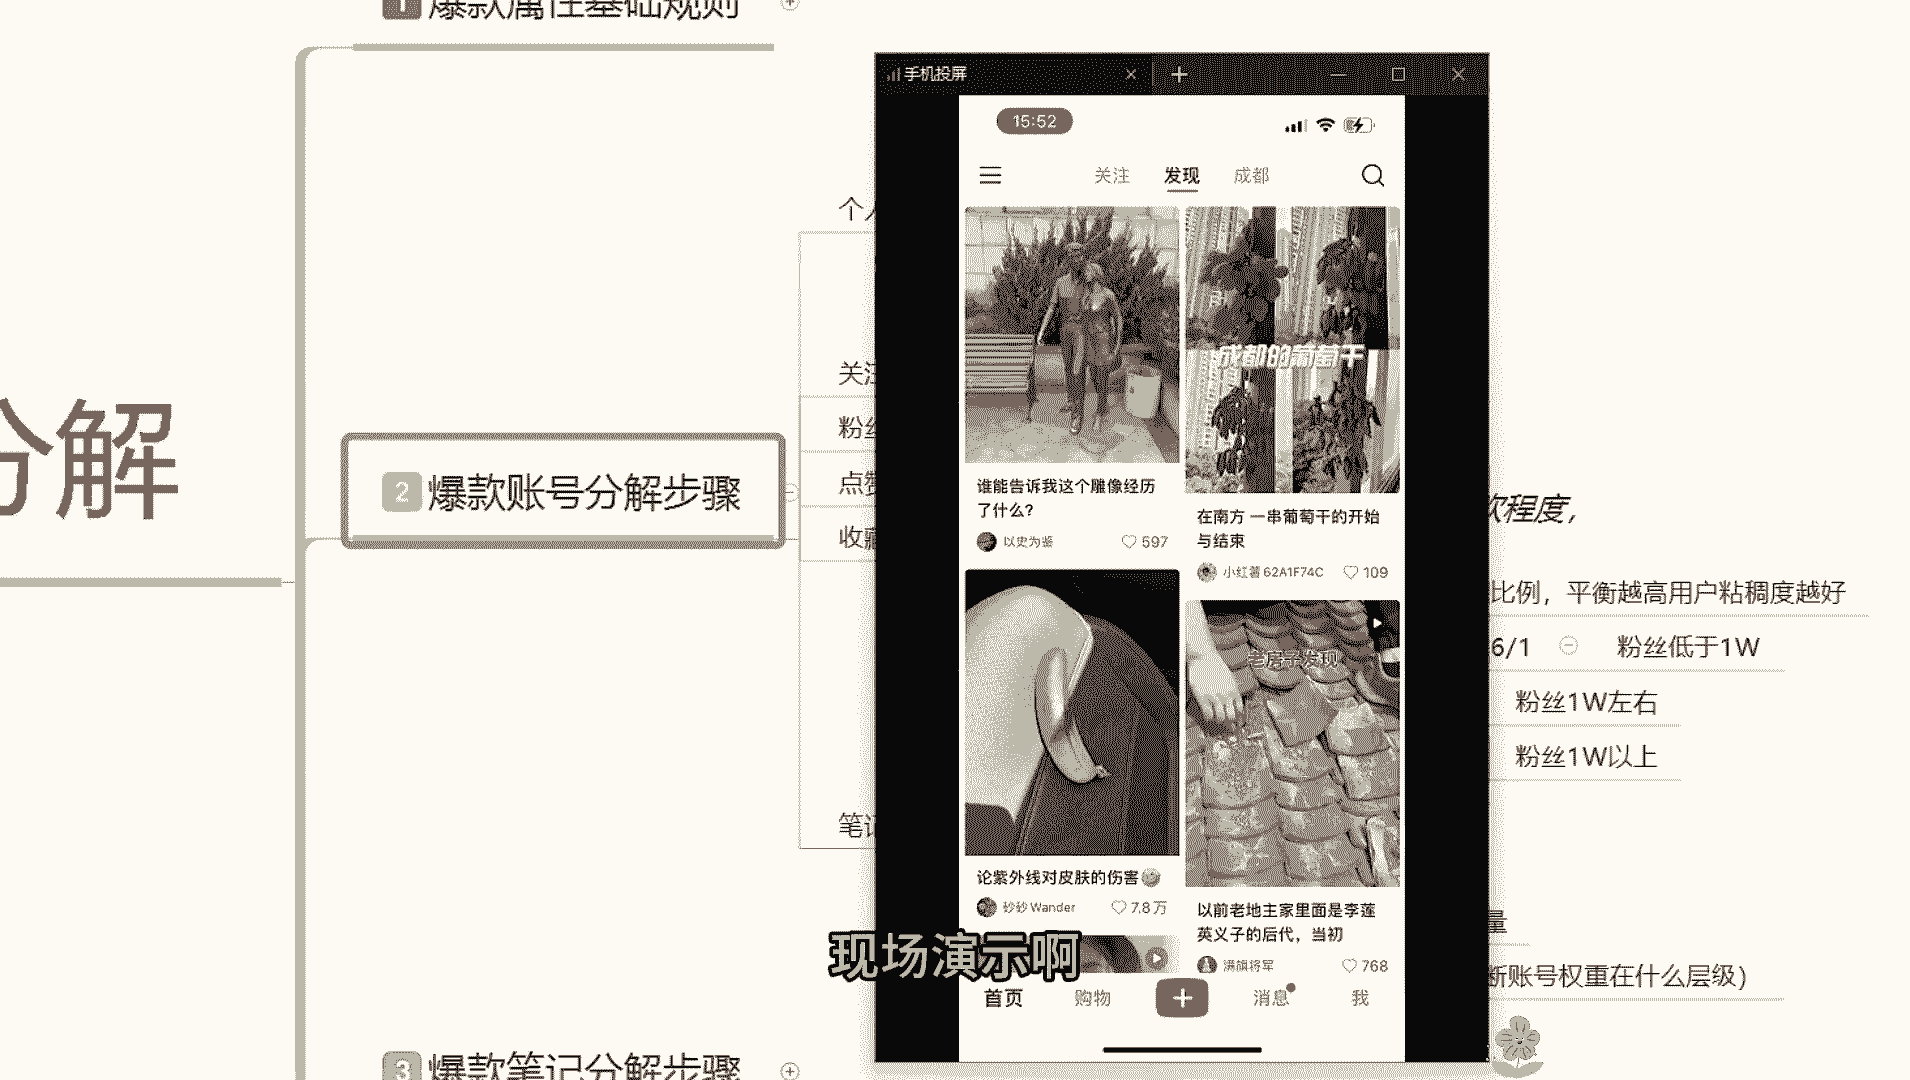 1 爆款属性基础规则
分解
2 爆款账号分解步骤
3 爆款笔记分解步骤
个人
关注
粉丝
点赞
收藏
笔记
手机投屏
15:52
关注 发现 成都
谁能告诉我这个雕像经历
了什么?
以史为鉴 597
成都的葡萄干
在南方 一串葡萄干的开始
与结束
小红薯62A1F74C 109
论紫外线对皮肤的伤害
砂砂Wander 7.8万
老房子发现
以前老地主家里面是李莲
英义子的后代，当初
满旗将军 768
首页 购物 消息 我
现场演示啊
欢程度，
比例，平衡越高用户粘稠度越好
6/1 粉丝低于1W
粉丝1W左右
粉丝1W以上
量
断账号权重在什么层级)